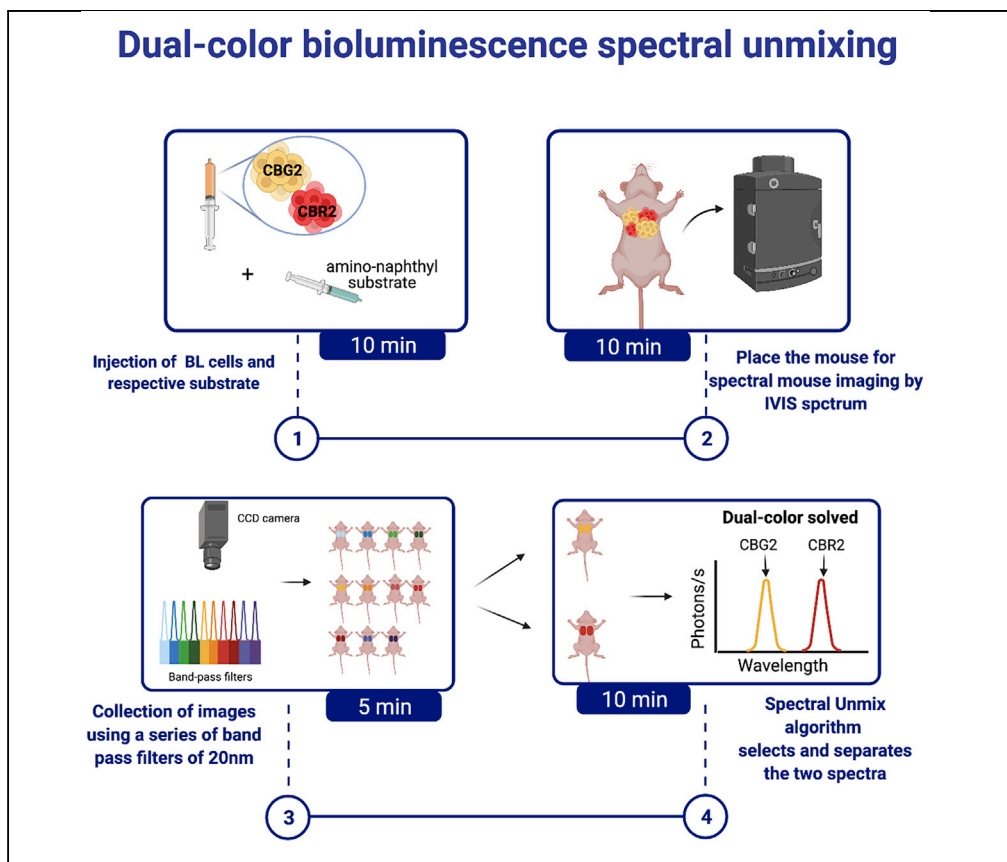 Dual-color bioluminescence spectral unmixing
CBG2
CBR2
+
amino-naphthyl
substrate
10 min
Injection of BL cells and
respective substrate
1
10 min
Place the mouse for
spectral mouse imaging by
IVIS spctrum
2
CCD camera
Band-pass filters
5 min
Collection of images
using a series of band
pass filters of 20nm
3
Dual-color solved
CBG2
CBR2
Photons/s
Wavelength
10 min
Spectral Unmix
algorithm
selects and separates
the two spectra
4